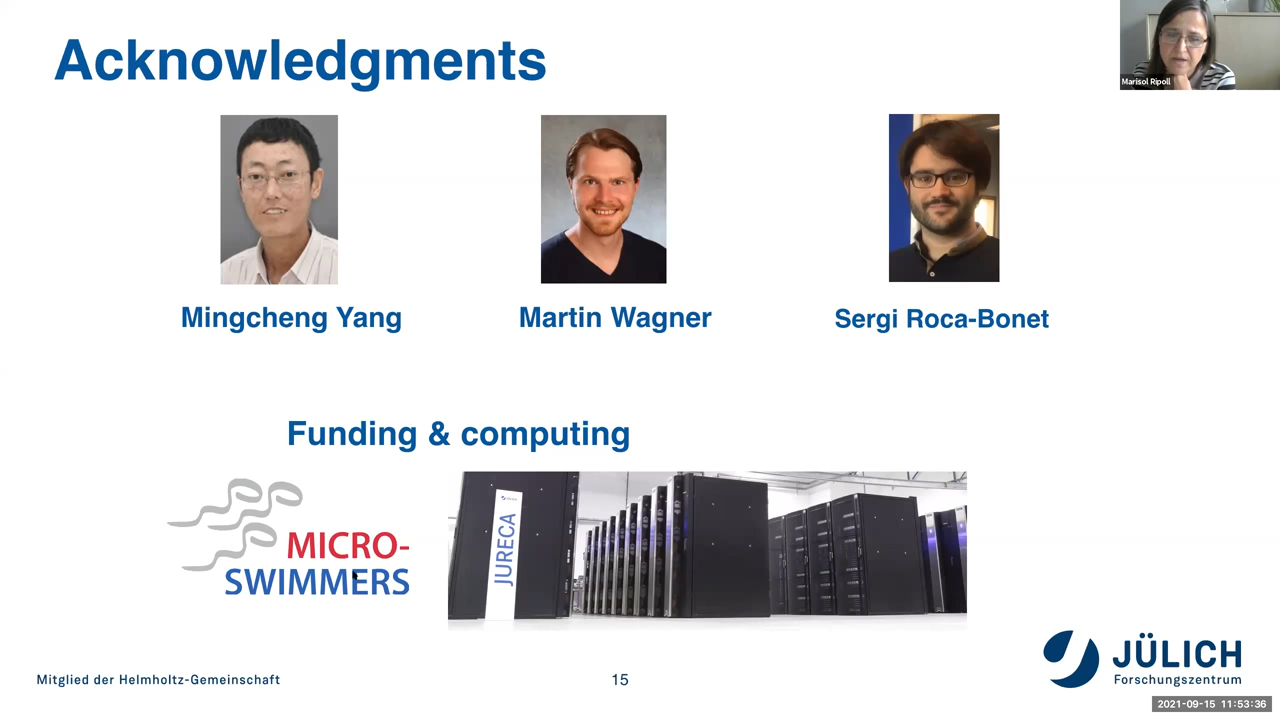 Acknowledgments
Marisol Ripoll
Mingcheng Yang
Martin Wagner
Sergi Roca-Bonet
Funding & computing
MICRO-
SWIMMERS
JÜLICH
JURECA
JÜLICH
Forschungszentrum
Mitglied der Helmholtz-Gemeinschaft
15
2021-09-15 11:53:36